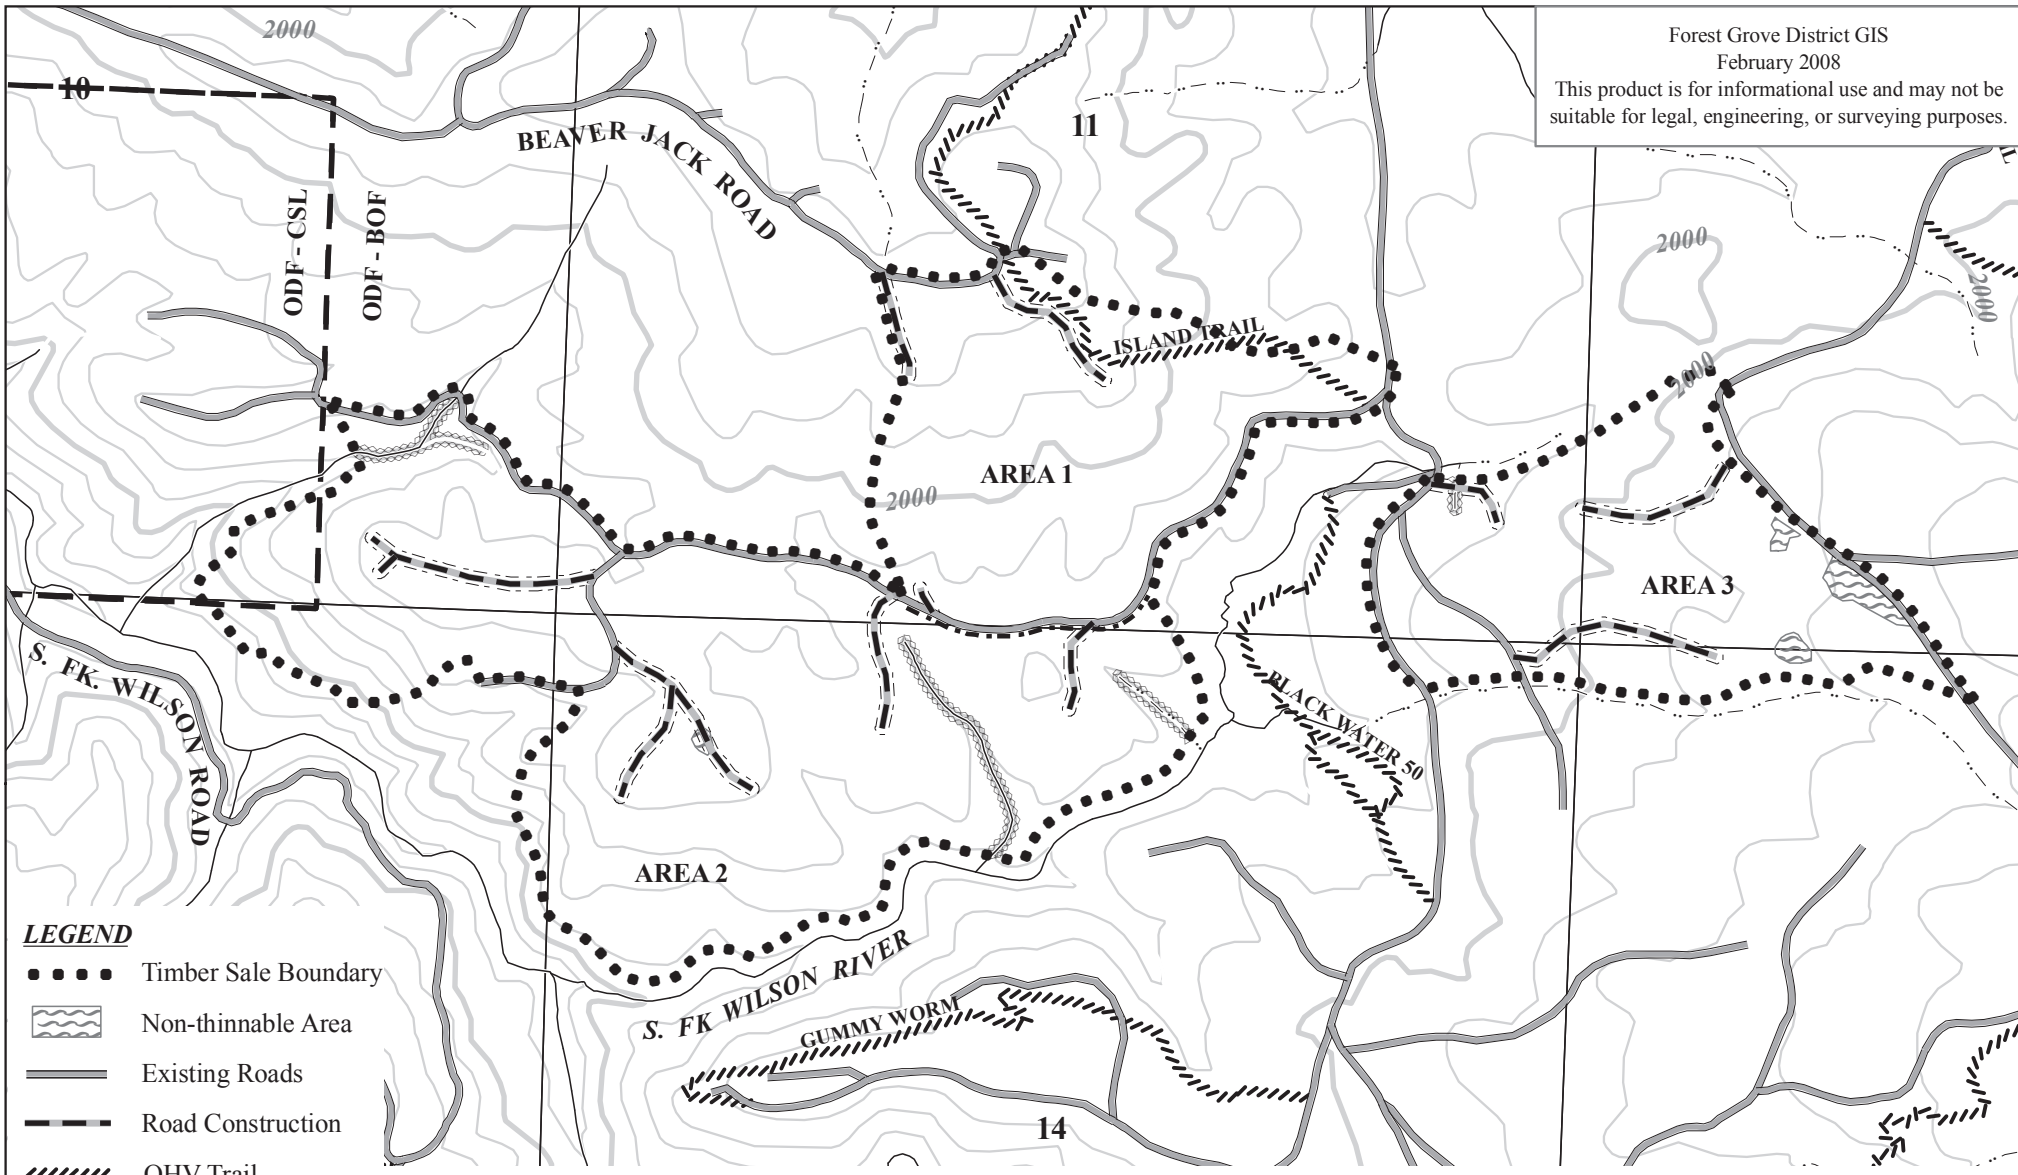 Forest Grove District GIS
February 2008
This product is for informational use and may not be
suitable for legal, engineering, or surveying purposes.
2000
10
11
BEAVER JACK ROAD
ODF - CSL
ODF - BOF
2000
2000
ISLAND TRAIL
2000
AREA 1
2000
AREA 3
S. FK. WILSON ROAD
BLACK WATER 50
AREA 2
S. FK WILSON RIVER
GUMMY WORM
14
LEGEND
Timber Sale Boundary
Non-thinnable Area
Existing Roads
Road Construction
OHV Trail